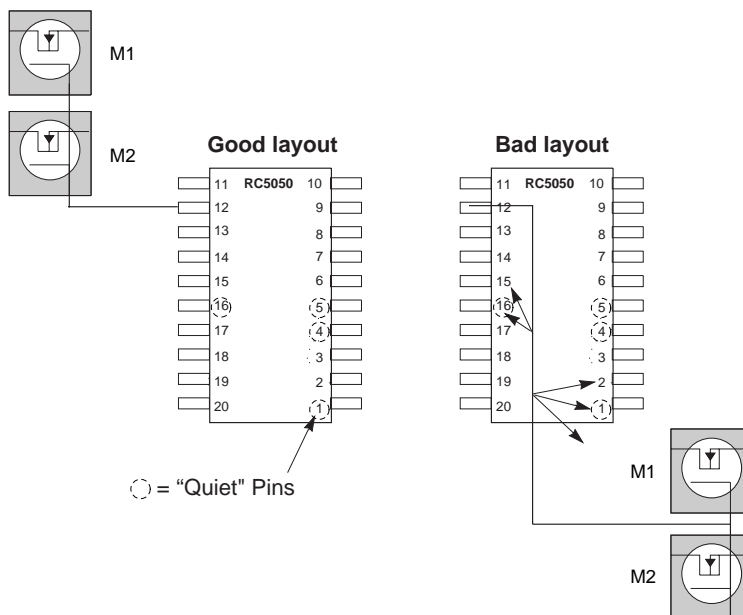 M1
M2
Good layout
11 RC5050 10
12 9
13 8
14 7
15 6
16 5
17 4
18 3
19 2
20 1
= “Quiet" Pins
Bad layout
11 RC5050 10
12 9
13 8
14 7
15 6
16 5
17 4
18 3
19 2
20 1
M1
M2